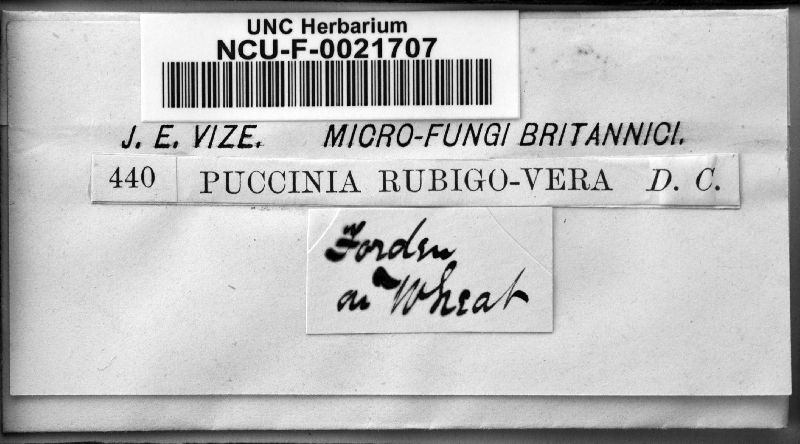 UNC Herbarium
NCU-F-0021707
J. E. VIZE. MICRO-FUNGI BRITANNICI.
440 PUCCINIA RUBIGO-VERA D. C.
Forden
on Wheat